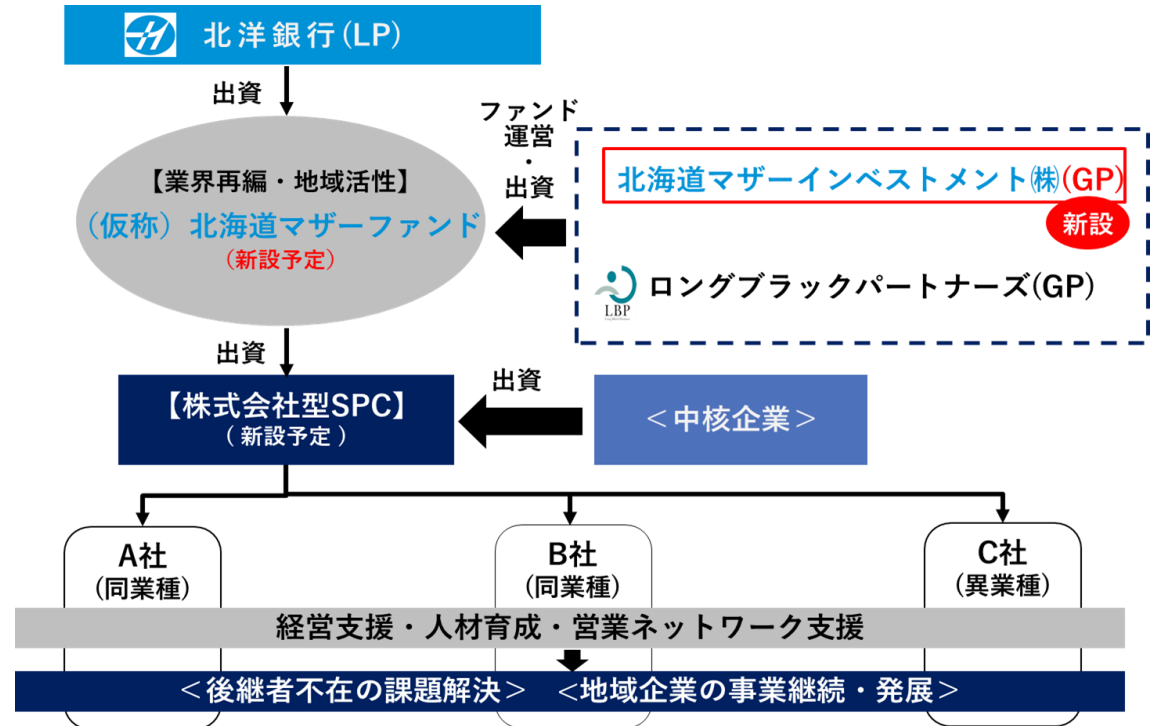 北洋銀行(LP)
出資
ファンド
運営
・
出資
【業界再編・地域活性】
（仮称）北海道マザーファンド
（新設予定）
北海道マザーインベストメント㈱(GP)
新設
LBP
ロングブラックパートナーズ(GP)
出資
【株式会社型SPC】
（新設予定）
出資
＜中核企業＞
A社
(同業種)
B社
(同業種)
C社
(異業種)
経営支援・人材育成・営業ネットワーク支援
＜後継者不在の課題解決＞ ＜地域企業の事業継続・発展＞